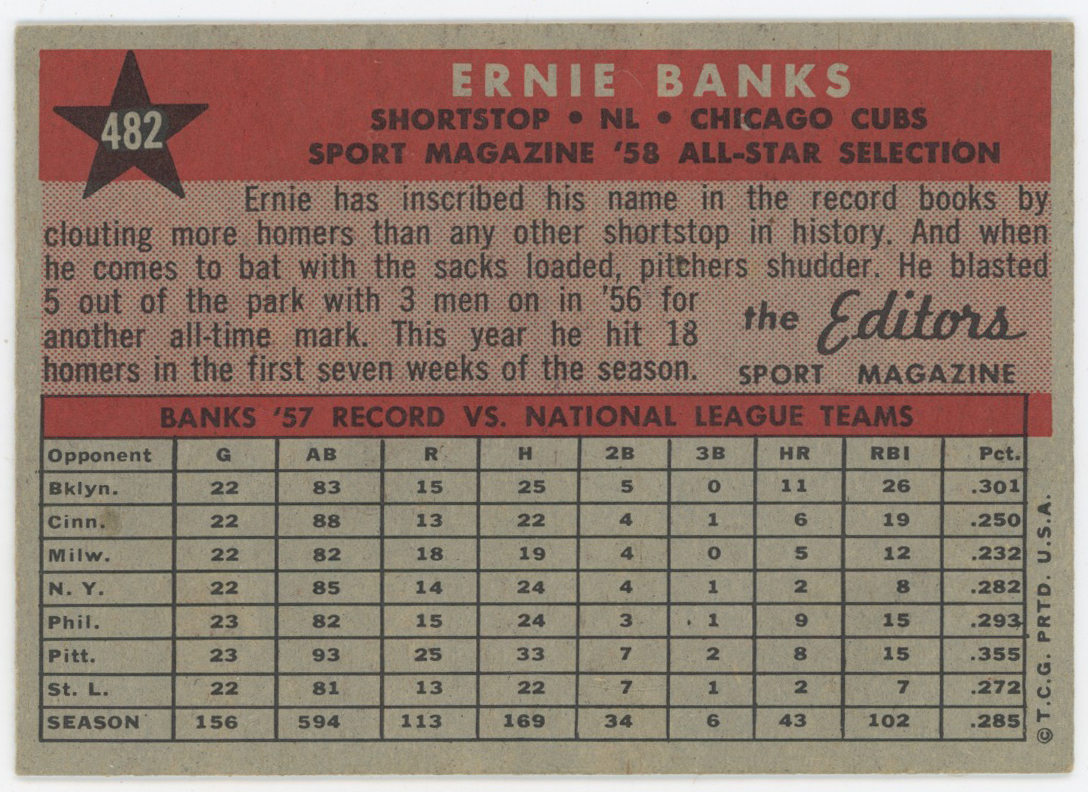 482
ERNIE BANKS
SHORTSTOP • NL • CHICAGO CUBS
SPORT MAGAZINE '58 ALL-STAR SELECTION
Ernie has inscribed his name in the record books by
clouting more homers than any other shortstop in history. And when
he comes to bat with the sacks loaded, pitchers shudder. He blasted
5 out of the park with 3 men on in '56 for
another all-time mark. This year he hit 18
homers in the first seven weeks of the season.
the Editors
SPORT MAGAZINE
BANKS '57 RECORD VS. NATIONAL LEAGUE TEAMS
Opponent G AB R H 2B 3B HR RBI Pct.
Bklyn. 22 83 15 25 5 0 11 26 .301
Cinn. 22 88 13 22 4 1 6 19 .250
Milw. 22 82 18 19 4 0 5 12 .232
N. Y. 22 85 14 24 4 1 2 8 .282
Phil. 23 82 15 24 3 1 9 15 .293
Pitt. 23 93 25 33 7 2 8 15 .355
St. L. 22 81 13 22 7 1 2 7 .272
SEASON 156 594 113 169 34 6 43 102 .285
© T.C.G. PRTD. U.S.A.